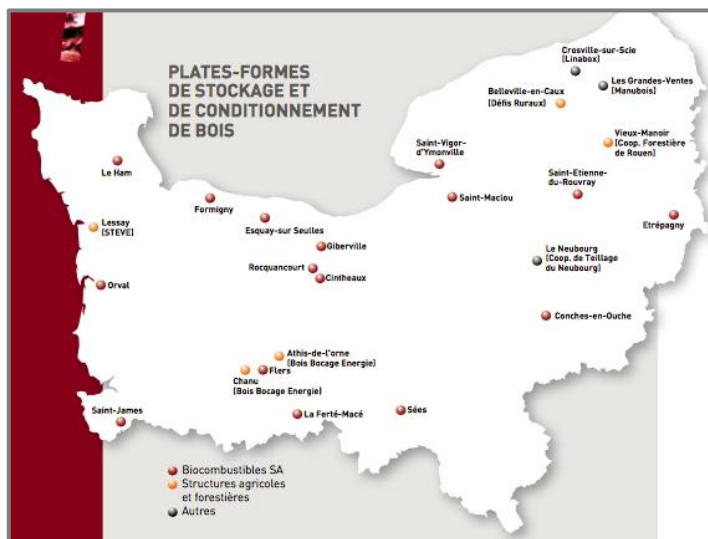 PLATES-FORMES
DE STOCKAGE ET
DE CONDITIONNEMENT
DE BOIS
Crosville-sur-Scie
(Linabox)
Les Grandes-Ventes
(Manubois)
Belleville-en-Caux
(Défis Ruraux)
Vieux-Manoir
(Coop. Forestière
de Rouen)
Saint-Vigor-
d'Ymonville
Le Ham
Saint-Etienne-
du-Rouvray
Saint-Maclou
Formigny
Etrépagny
Esquay-sur Seulles
Lessay
(STEVE)
Giberville
Le Neubourg
(Coop. de Teillage
du Neubourg)
Rocquancourt
Cintheaux
Orval
Conches-en-Ouche
Athis-de-l'orne
(Bois Bocage Energie)
Flers
Chanu
(Bois Bocage Energie)
Saint-James
La Ferté-Macé
Sées
Biocombustibles SA
Structures agricoles
et forestières
Autres